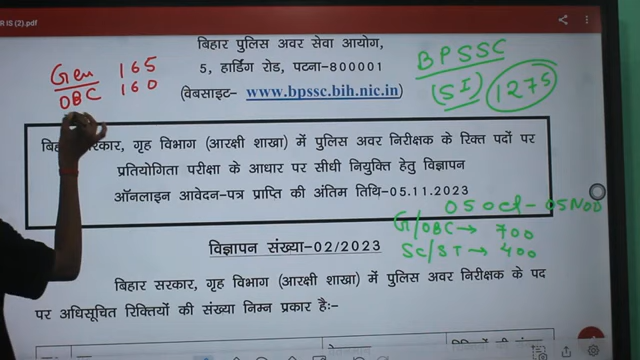 R IS (2).pdf
बिहार पुलिस अवर सेवा आयोग,
5, हार्डिंग रोड, पटना-800001
(वेबसाइट- www.bpssc.bih.nic.in)
Gen 165
OBC 160
BPSSC
(SI) 1275
सरकार, गृह विभाग (आरक्षी शाखा) में पुलिस अवर निरीक्षक के रिक्त पदों पर
प्रतियोगिता परीक्षा के आधार पर सीधी नियुक्ति हेतु विज्ञापन
ऑनलाइन आवेदन-पत्र प्राप्ति की अंतिम तिथि-05.11.2023
05 Oct - 05 Nov
G/OBC → 700
SC/ST → 400
विज्ञापन संख्या-02/2023
बिहार सरकार, गृह विभाग (आरक्षी शाखा) में पुलिस अवर निरीक्षक के पद
पर अधिसूचित रिक्तियों की संख्या निम्न प्रकार है:-